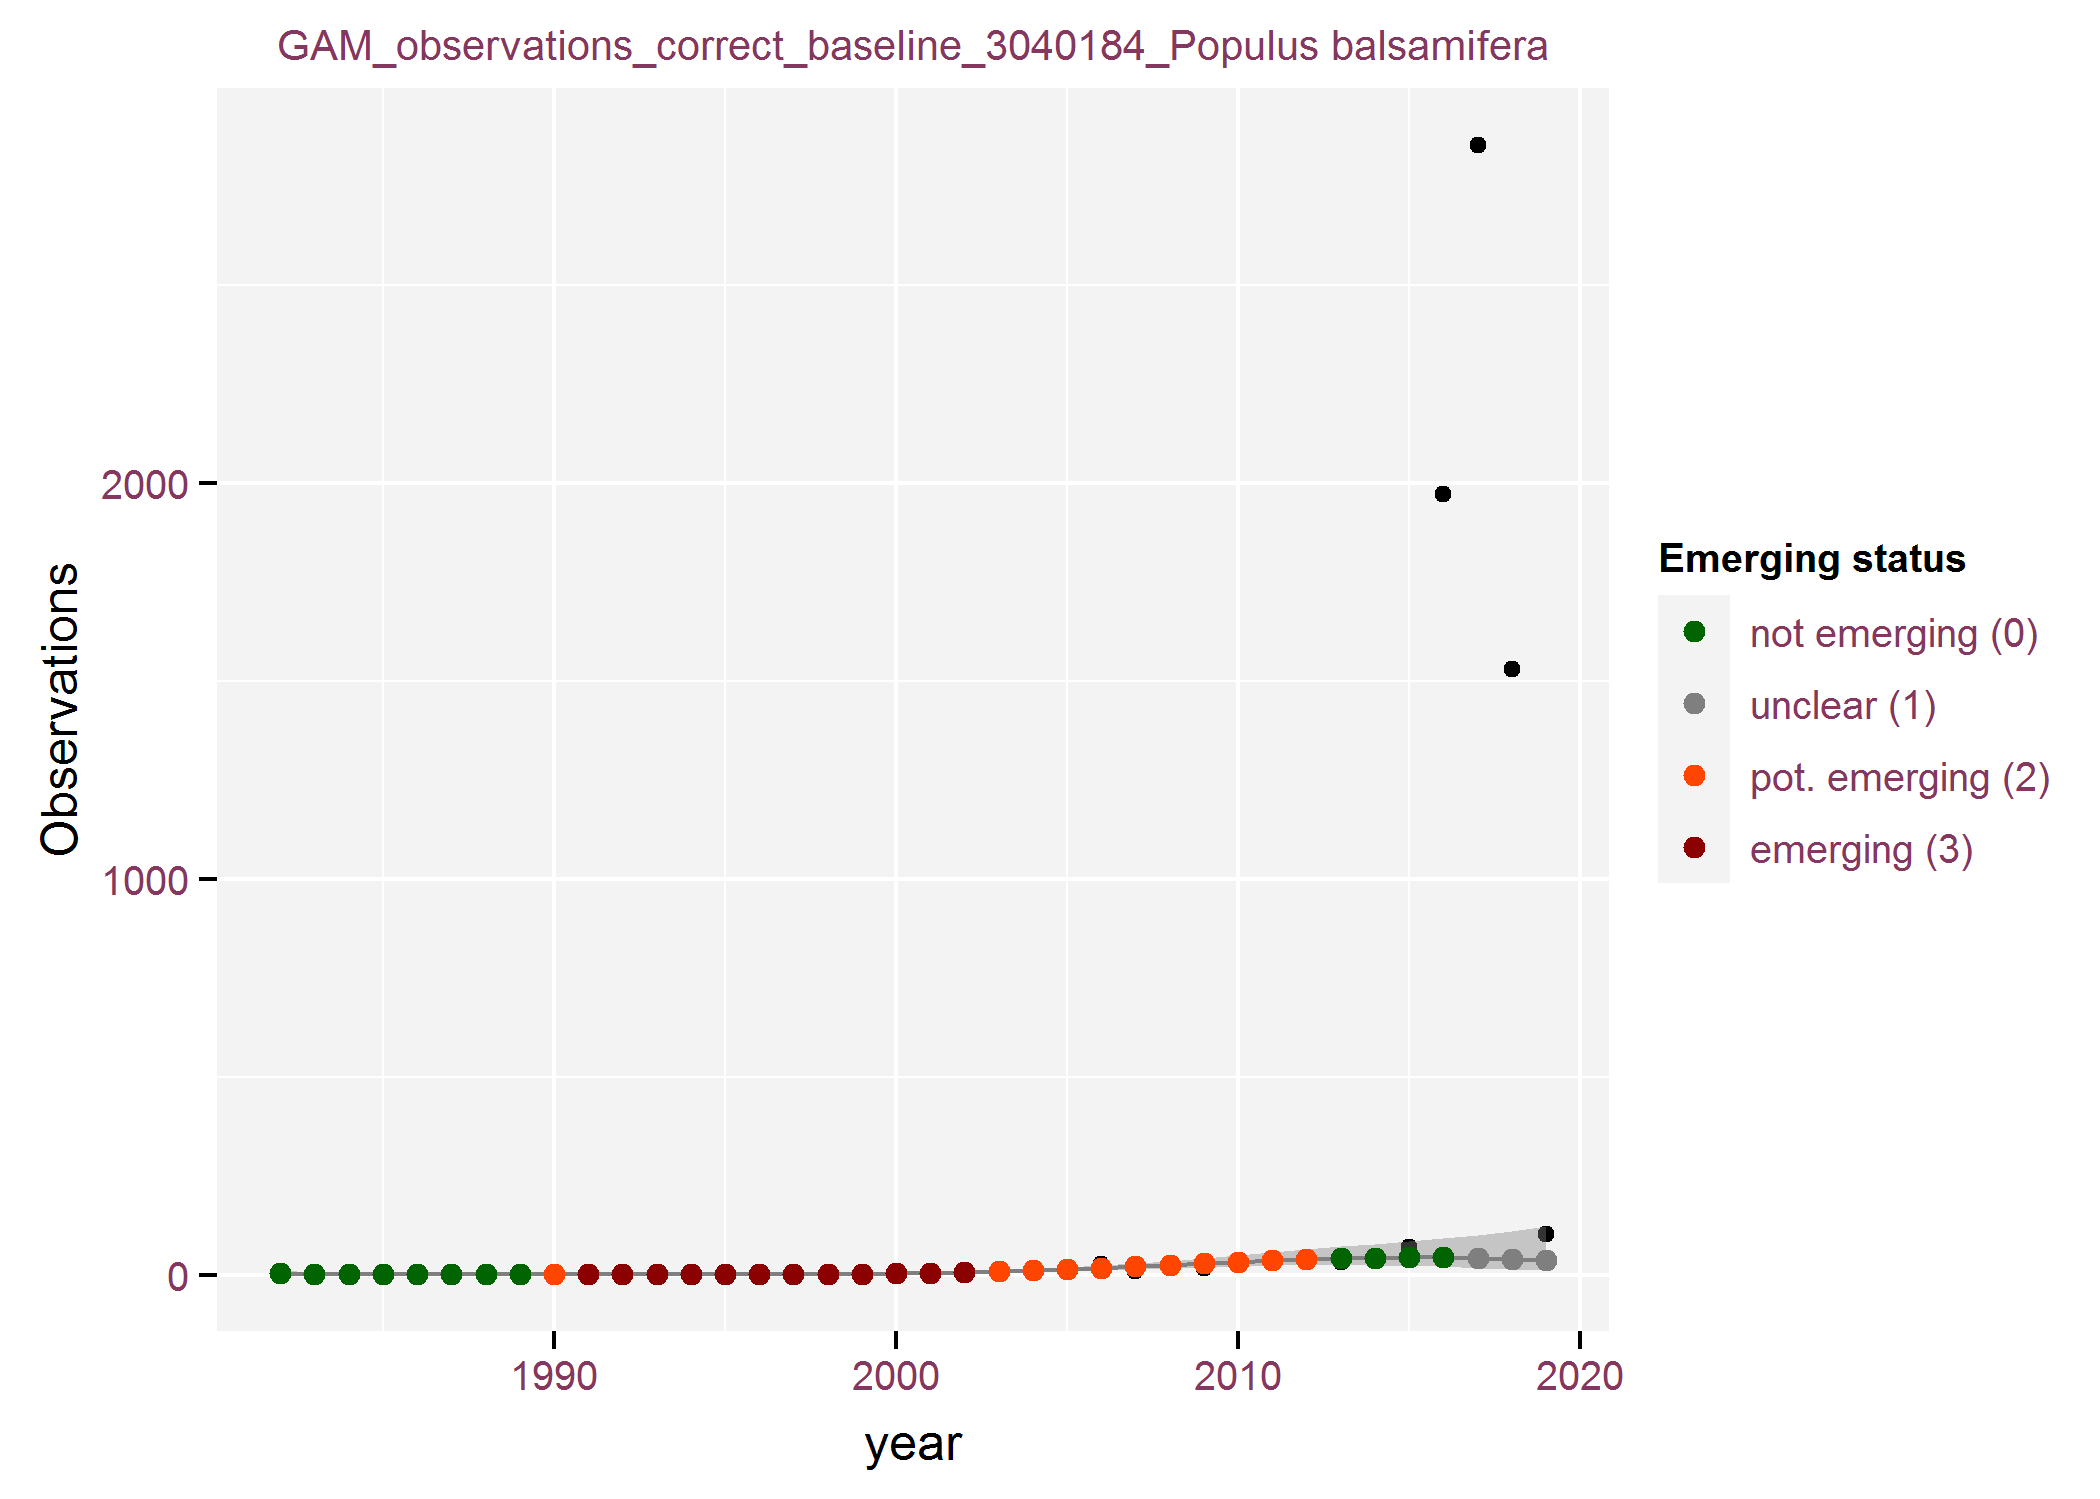 GAM_observations_correct_baseline_3040184_Populus balsamifera
Observations
2000
1000
0
1990 2000 2010 2020
year
Emerging status
not emerging (0)
unclear (1)
pot. emerging (2)
emerging (3)